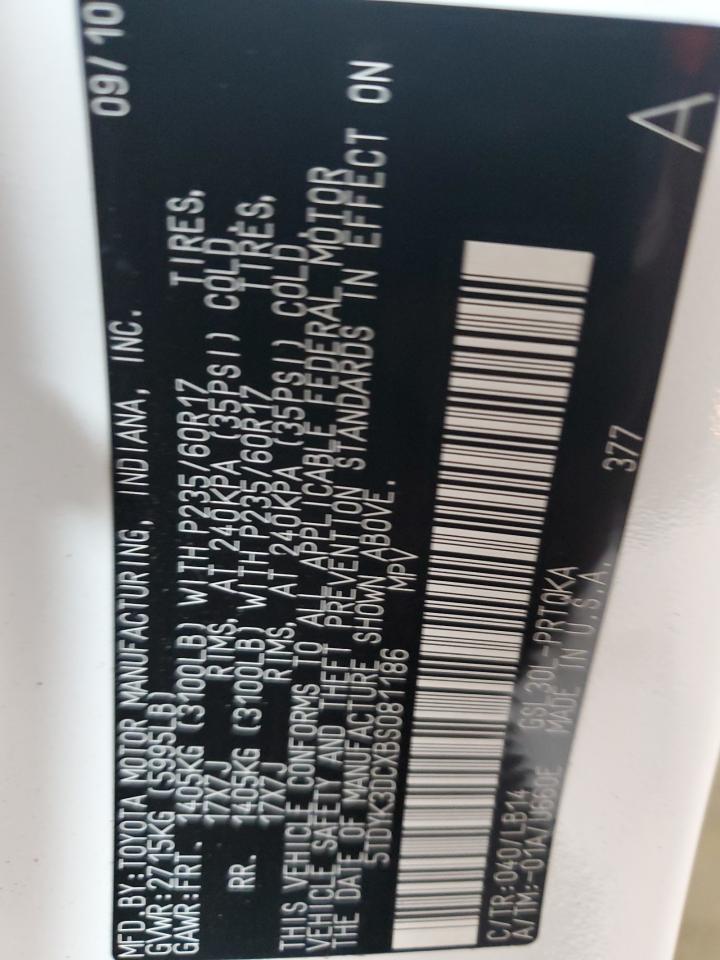 MFD.BY:TOYOTA MOTOR MANUFACTURING, INDIANA, INC. 09/10
GVWR:2715KG (5995LB)
GAWR:FRT. 1405KG (3100LB) WITH P235/60R17 TIRES,
17X7J RIMS, AT 240KPA (35PSI) COLD.
RR. 1405KG (3100LB) WITH P235/60R17 TIRES,
17X7J RIMS, AT 240KPA (35PSI) COLD.
THIS VEHICLE CONFORMS TO ALL APPLICABLE FEDERAL MOTOR
VEHICLE SAFETY AND THEFT PREVENTION STANDARDS IN EFFECT ON
THE DATE OF MANUFACTURE SHOWN ABOVE.
5TDYK3DCXBS081186 MPV
C/TR:040/LB14 GSL30L-PRTQKA 377
A/TM:-01A/U660E MADE IN U.S.A. A